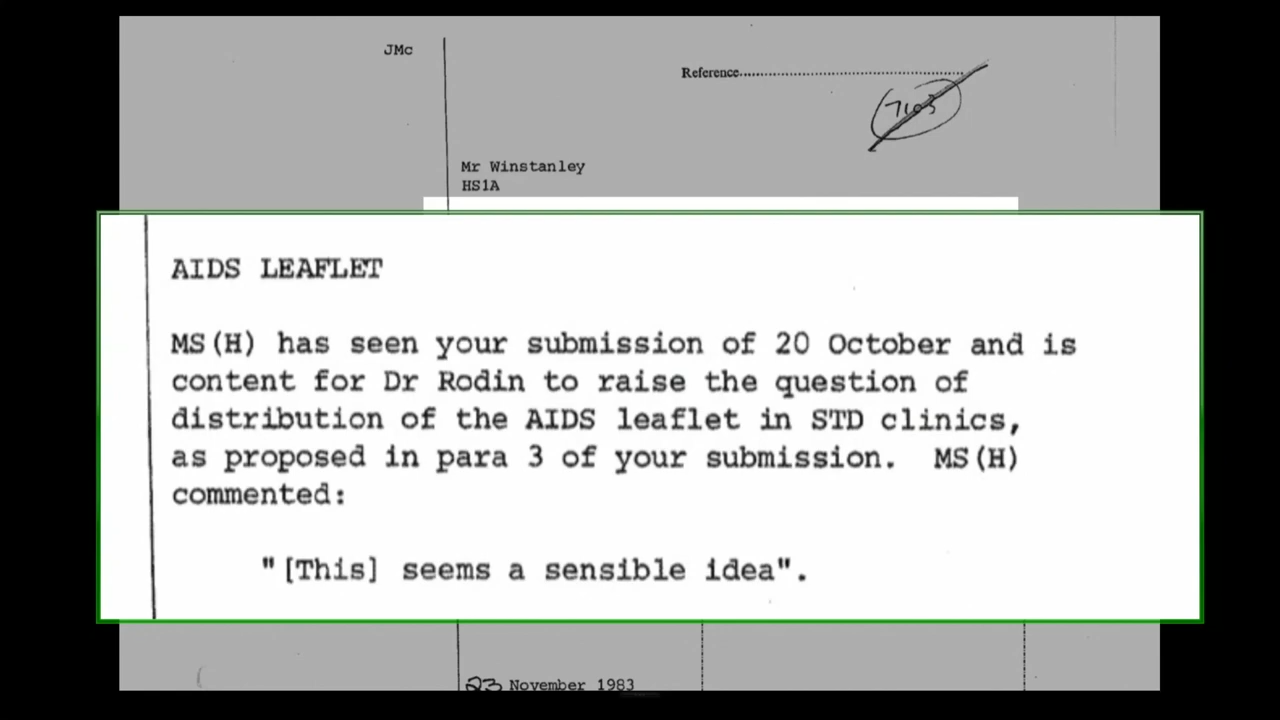 JMc
Reference
7103
Mr Winstanley
HS1A
AIDS LEAFLET
MS(H) has seen your submission of 20 October and is
content for Dr Rodin to raise the question of
distribution of the AIDS leaflet in STD clinics,
as proposed in para 3 of your submission. MS(H)
commented:
"[This] seems a sensible idea".
23 November 1983